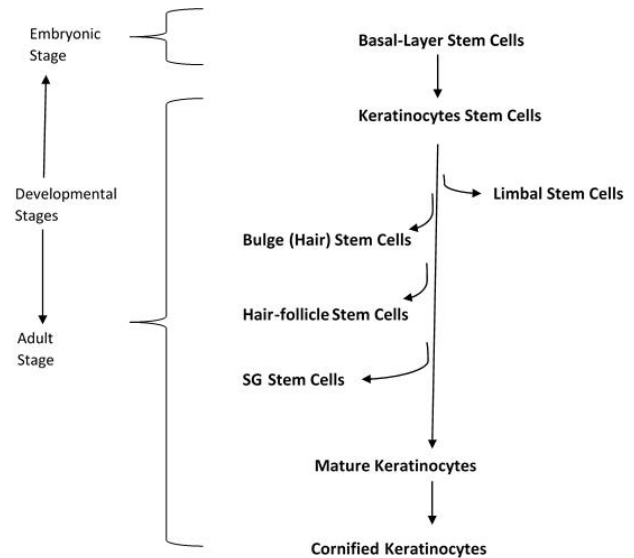 Embryonic
Stage
Basal-Layer Stem Cells
Keratinocytes Stem Cells
Developmental
Stages
Limbal Stem Cells
Bulge (Hair) Stem Cells
Hair-follicle Stem Cells
Adult
Stage
SG Stem Cells
Mature Keratinocytes
Cornified Keratinocytes